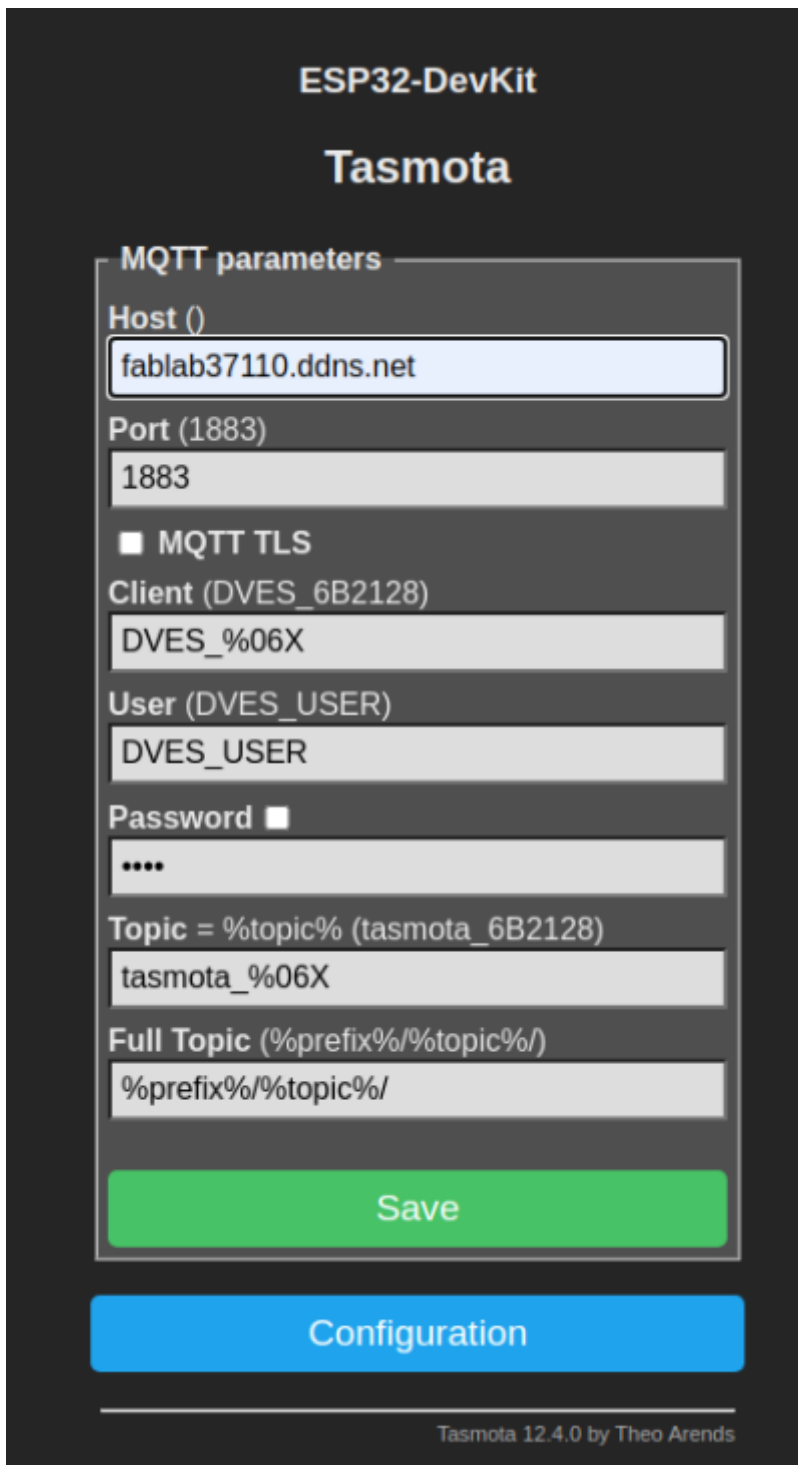 ESP32-DevKit
Tasmota
MQTT parameters
Host ()
fablab37110.ddns.net
Port (1883)
1883
MQTT TLS
Client (DVES_6B2128)
DVES_%06X
User (DVES_USER)
DVES_USER
Password
••••
Topic = %topic% (tasmota_6B2128)
tasmota_%06X
Full Topic (%prefix%/%topic%/)
%prefix%/%topic%/
Save
Configuration
Tasmota 12.4.0 by Theo Arends